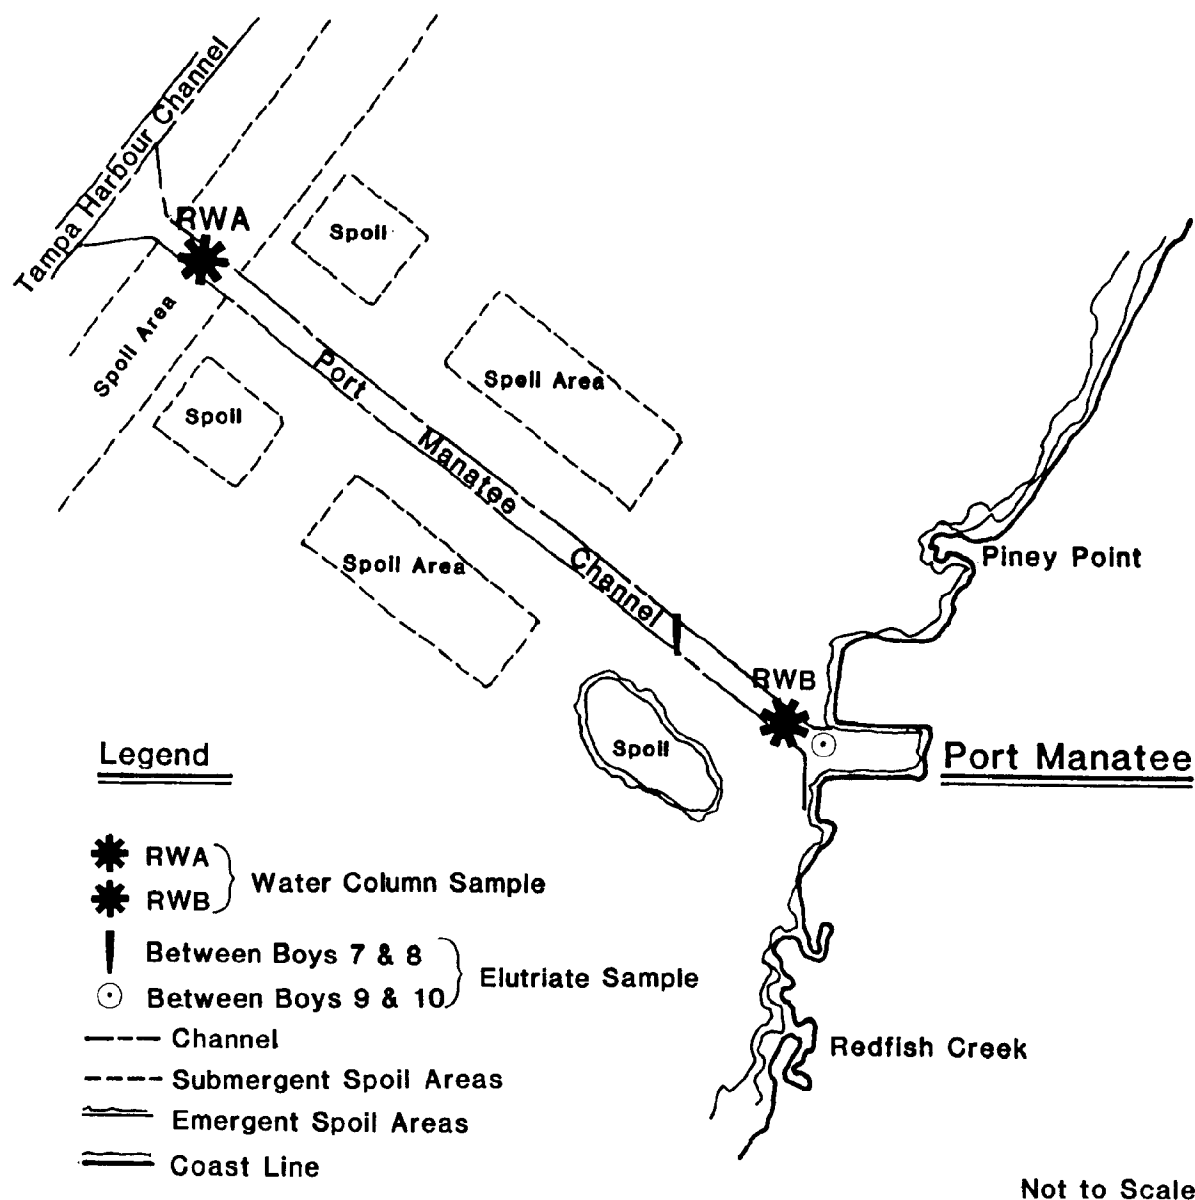 Tampa Harbour Channel
RWA
Spoil
Spoil Area
Spoil Area
Spoil
Port Manatee Channel
Spoil Area
Piney Point
RWB
Spoil
Port Manatee
Legend
RWA
RWB
Water Column Sample
Between Boys 7 & 8
Between Boys 9 & 10
Elutriate Sample
Channel
Submergent Spoil Areas
Emergent Spoil Areas
Coast Line
Redfish Creek
Not to Scale